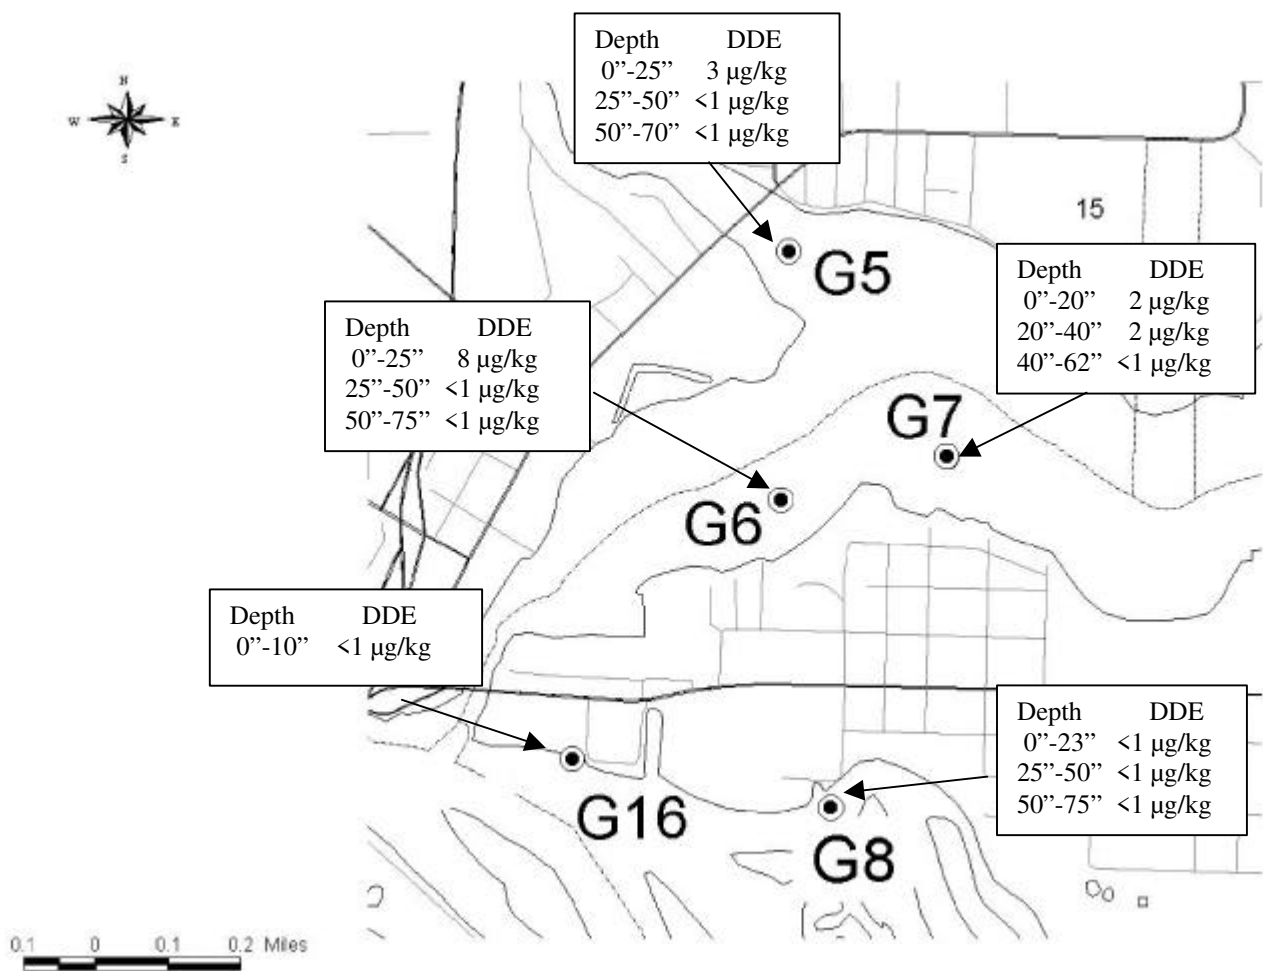 Depth DDE
0”-25” 3 µg/kg
25”-50” <1 µg/kg
50”-70” <1 µg/kg
N
W E
S
15
G5
Depth DDE
0”-20” 2 µg/kg
20”-40” 2 µg/kg
40”-62” <1 µg/kg
Depth DDE
0”-25” 8 µg/kg
25”-50” <1 µg/kg
50”-75” <1 µg/kg
G7
G6
Depth DDE
0”-10” <1 µg/kg
Depth DDE
0”-23” <1 µg/kg
25”-50” <1 µg/kg
50”-75” <1 µg/kg
G16
G8
0.1 0 0.1 0.2 Miles